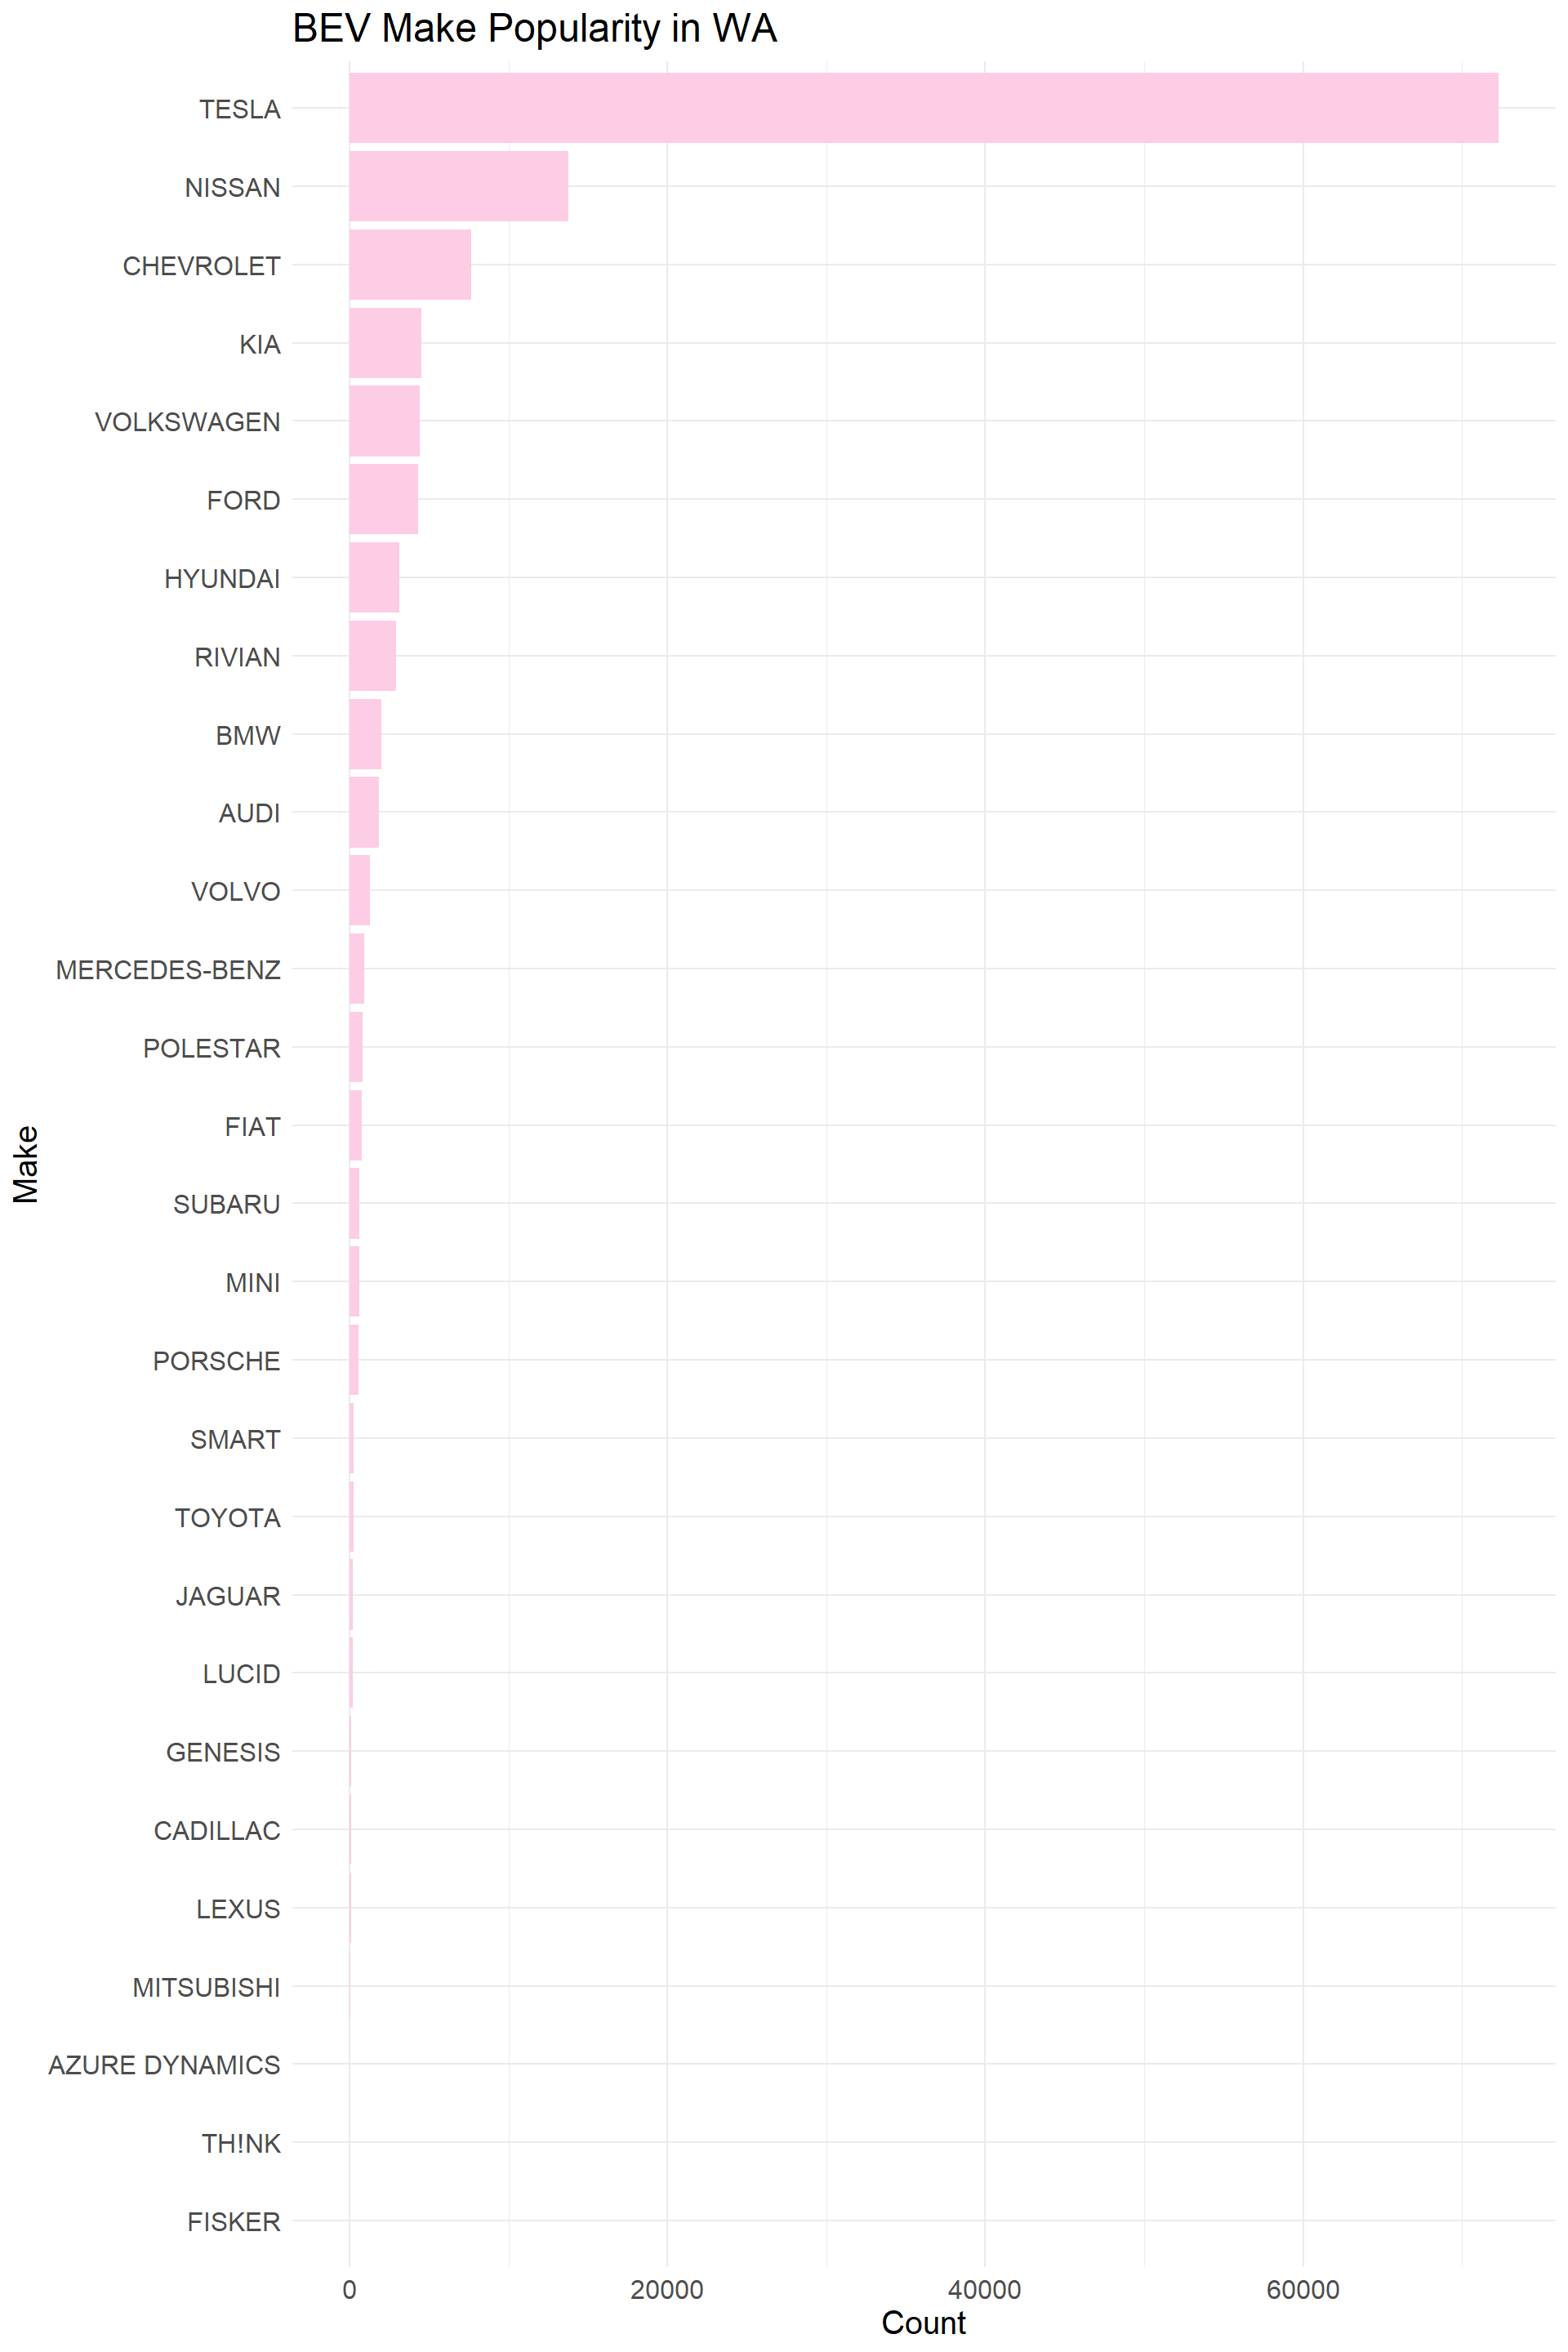 BEV Make Popularity in WA
TESLA
NISSAN
CHEVROLET
KIA
VOLKSWAGEN
FORD
HYUNDAI
RIVIAN
BMW
AUDI
VOLVO
MERCEDES-BENZ
POLESTAR
FIAT
SUBARU
MINI
PORSCHE
SMART
TOYOTA
JAGUAR
LUCID
GENESIS
CADILLAC
LEXUS
MITSUBISHI
AZURE DYNAMICS
TH!NK
FISKER
Make
0 20000 40000 60000
Count